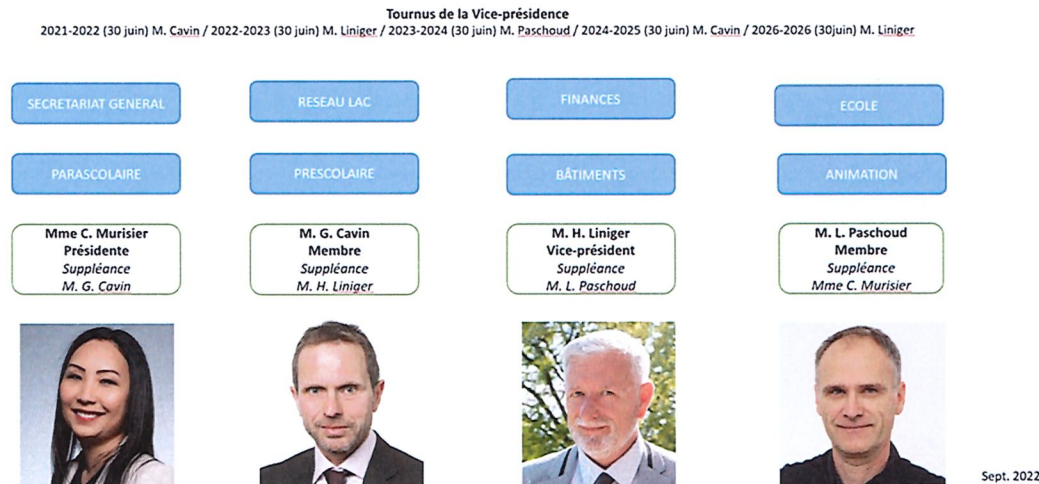 Tournus de la Vice-présidence
2021-2022 (30 juin) M. Cavin / 2022-2023 (30 juin) M. Liniger / 2023-2024 (30 juin) M. Paschoud / 2024-2025 (30 juin) M. Cavin / 2026-2026 (30juin) M. Liniger
SECRETARIAT GENERAL
RESEAU LAC
FINANCES
ECOLE
PARASCOLAIRE
PRESCOLAIRE
BÂTIMENTS
ANIMATION
Mme C. Murisier
Présidente
Suppléance
M. G. Cavin
M. G. Cavin
Membre
Suppléance
M. H. Liniger
M. H. Liniger
Vice-président
Suppléance
M. L. Paschoud
M. L. Paschoud
Membre
Suppléance
Mme C. Murisier
Sept. 2022